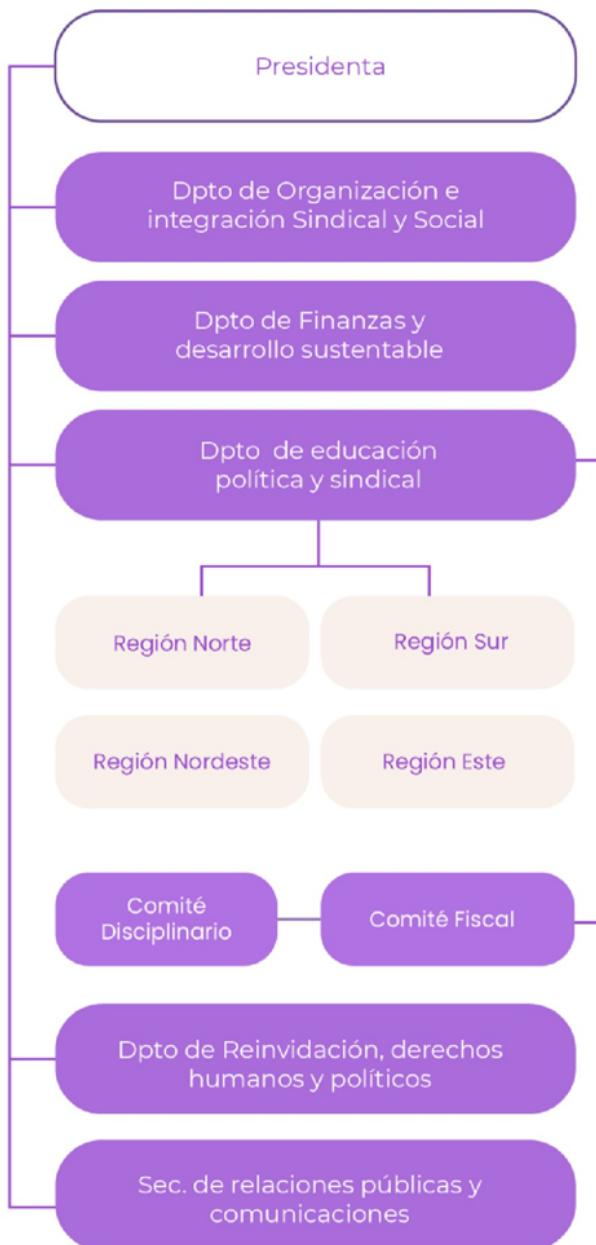 Presidenta
Dpto de Organización e
integración Sindical y Social
Dpto de Finanzas y
desarrollo sustentable
Dpto de educación
política y sindical
Región Norte
Región Sur
Región Nordeste
Región Este
Comité
Disciplinario
Comité Fiscal
Dpto de Reinvidación, derechos
humanos y políticos
Sec. de relaciones públicas y
comunicaciones